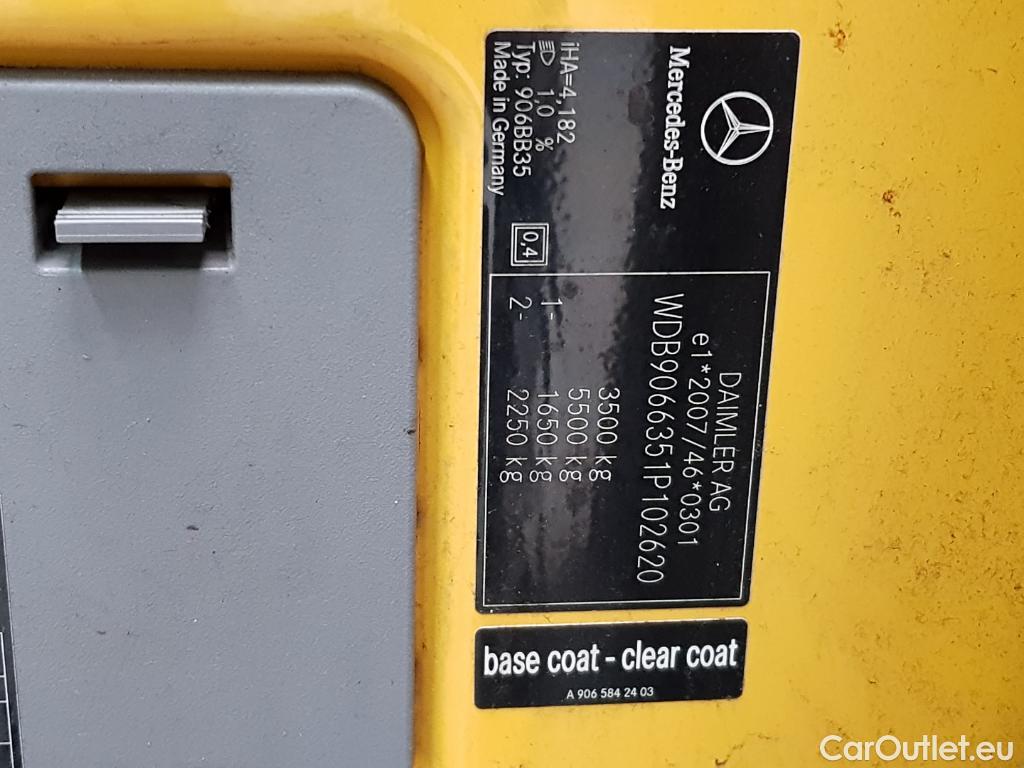 Mercedes-Benz
iHA=4,182
1,0 %
Typ: 906BB35
Made in Germany
0,4
DAIMLER AG
e1*2007/46*0301
WDB9066351P102620
3500 kg
5500 kg
1- 1650 kg
2- 2250 kg
base coat - clear coat
A 906 584 24 03
CarOutlet.eu